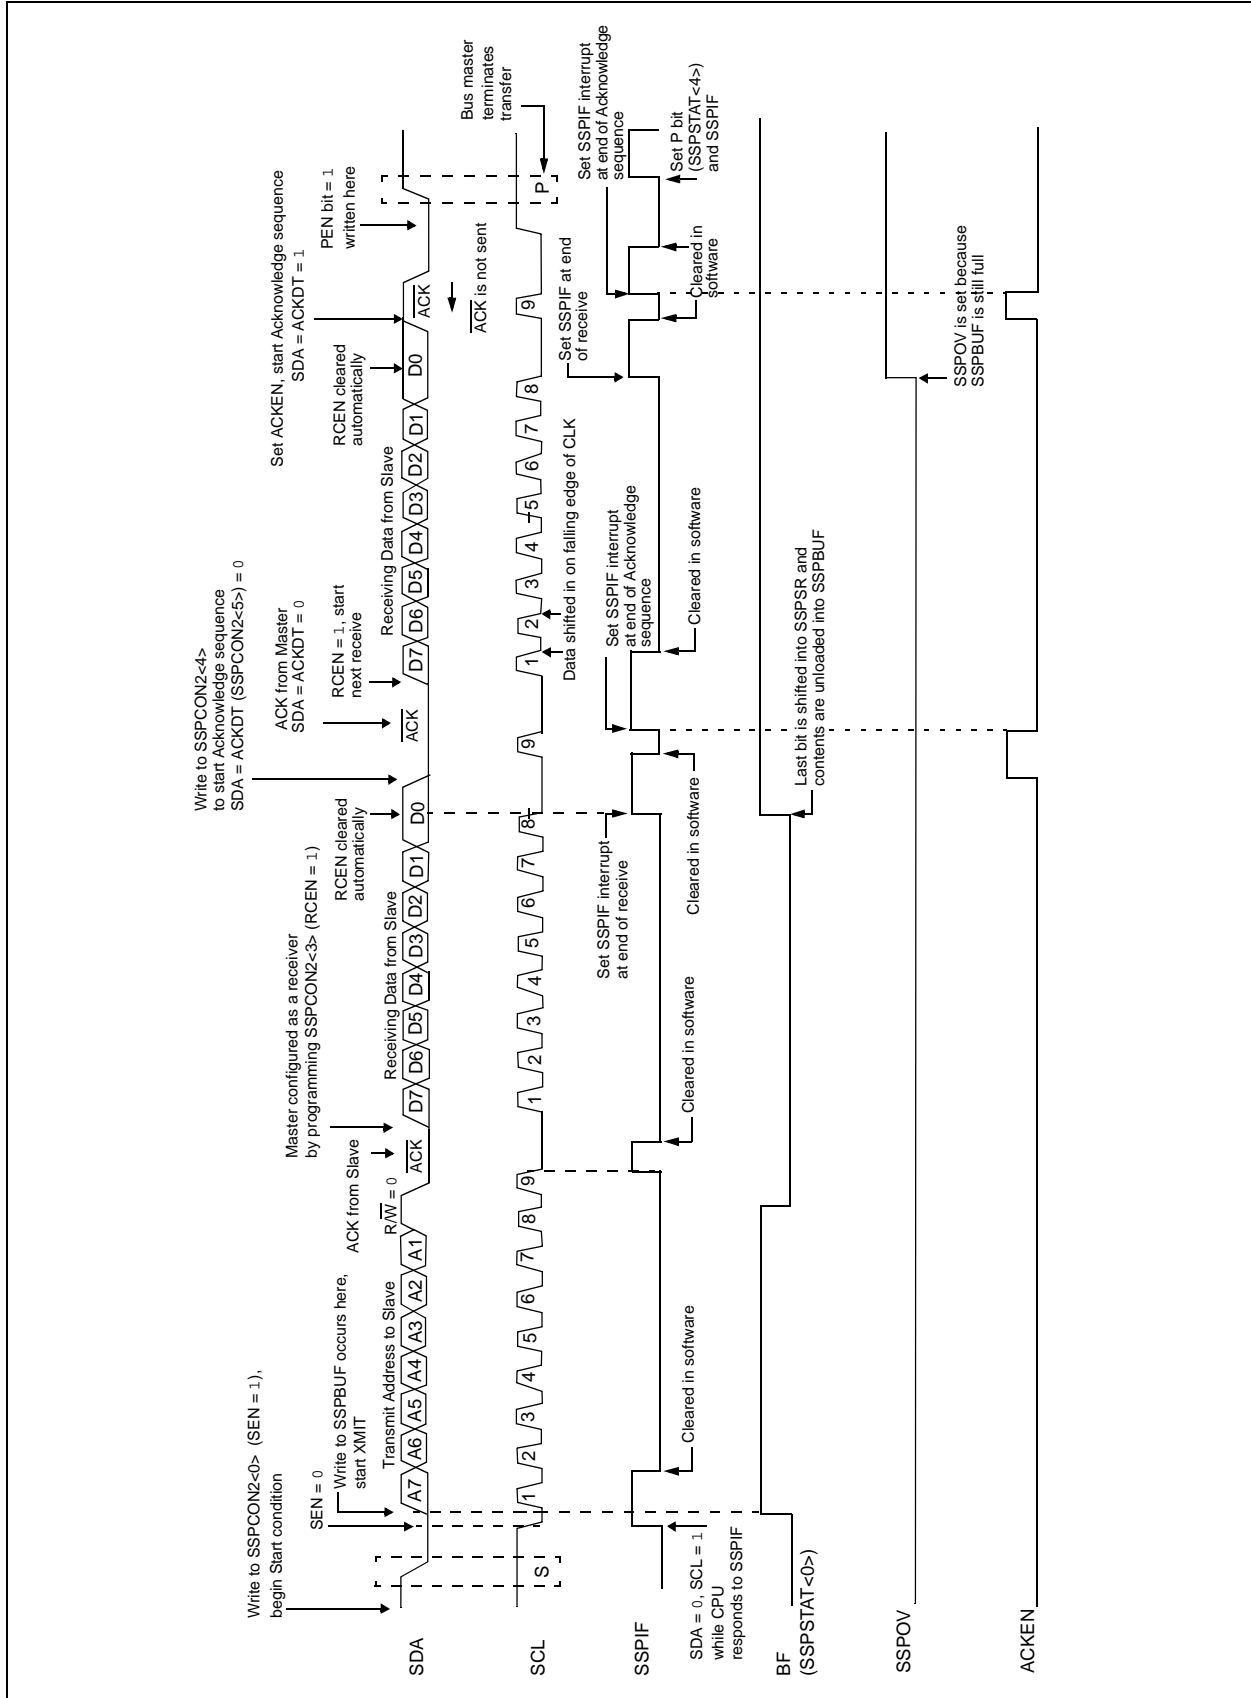 Write to SSPCON2<0> (SEN = 1),
begin Start condition
SEN = 0
Write to SSPBUF occurs here,
start XMIT
Transmit Address to Slave
R/W = 0
ACK from Slave
Master configured as a receiver
by programming SSPCON2<3> (RCEN = 1)
Receiving Data from Slave
RCEN cleared
automatically
Write to SSPCON2<4>
to start Acknowledge sequence
SDA = ACKDT (SSPCON2<5>) = 0
ACK from Master
SDA = ACKDT = 0
RCEN = 1, start
next receive
Receiving Data from Slave
RCEN cleared
automatically
Set ACKEN, start Acknowledge sequence
SDA = ACKDT = 1
PEN bit = 1
written here
SDA
A7 A6 A5 A4 A3 A2 A1
ACK
D7 D6 D5 D4 D3 D2 D1 D0
ACK
D7 D6 D5 D4 D3 D2 D1 D0
ACK
ACK is not sent
Bus master
terminates
transfer
SCL
S
1 2 3 4 5 6 7 8 9
1 2 3 4 5 6 7 8
9
1 2 3 4 5 6 7 8
9
P
Data shifted in on falling edge of CLK
Set SSPIF interrupt
at end of receive
Set SSPIF interrupt
at end of Acknowledge
sequence
Set SSPIF at end
of receive
Set SSPIF interrupt
at end of Acknowledge
sequence
SSPIF
SDA = 0, SCL = 1
while CPU
responds to SSPIF
Cleared in software
Cleared in software
Cleared in software
Cleared in software
Cleared in
software
Set P bit
(SSPSTAT<4>)
and SSPIF
BF
(SSPSTAT<0>)
Last bit is shifted into SSPSR and
contents are unloaded into SSPBUF
SSPOV
SSPOV is set because
SSPBUF is still full
ACKEN